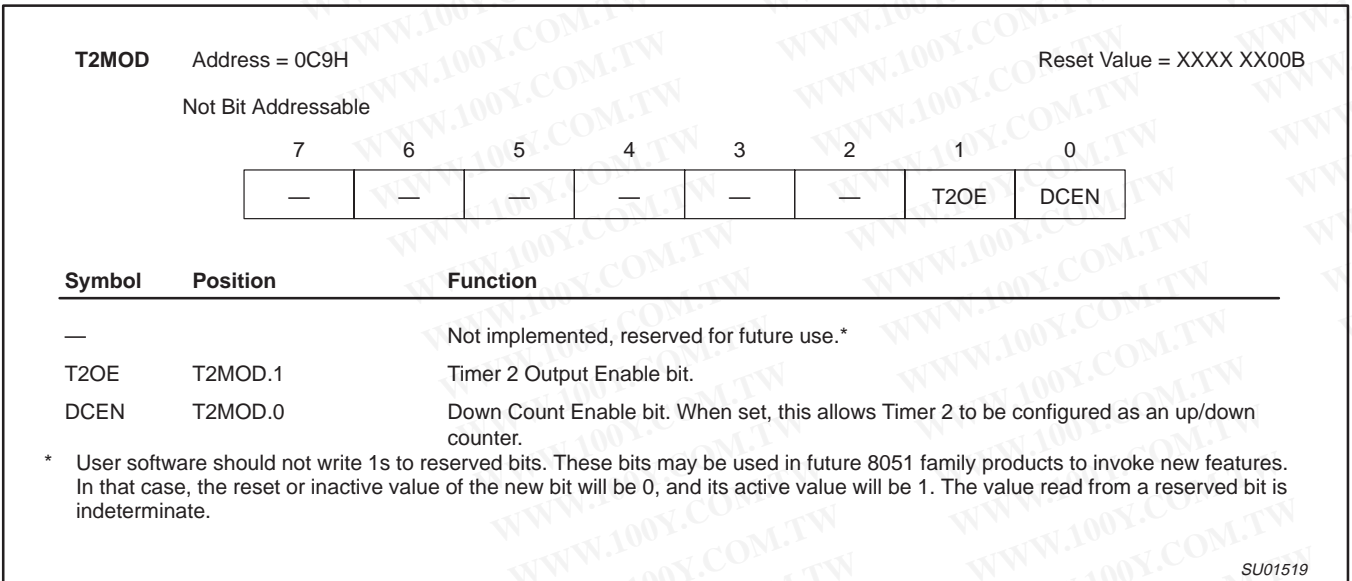 T2MOD Address = 0C9H Reset Value = XXXX XX00B
Not Bit Addressable
7 6 5 4 3 2 1 0
— — — — — — T2OE DCEN
Symbol Position Function
— Not implemented, reserved for future use.*
T2OE T2MOD.1 Timer 2 Output Enable bit.
DCEN T2MOD.0 Down Count Enable bit. When set, this allows Timer 2 to be configured as an up/down
counter.
* User software should not write 1s to reserved bits. These bits may be used in future 8051 family products to invoke new features.
In that case, the reset or inactive value of the new bit will be 0, and its active value will be 1. The value read from a reserved bit is
indeterminate.
SU01519
WWW.100Y.COM.TW